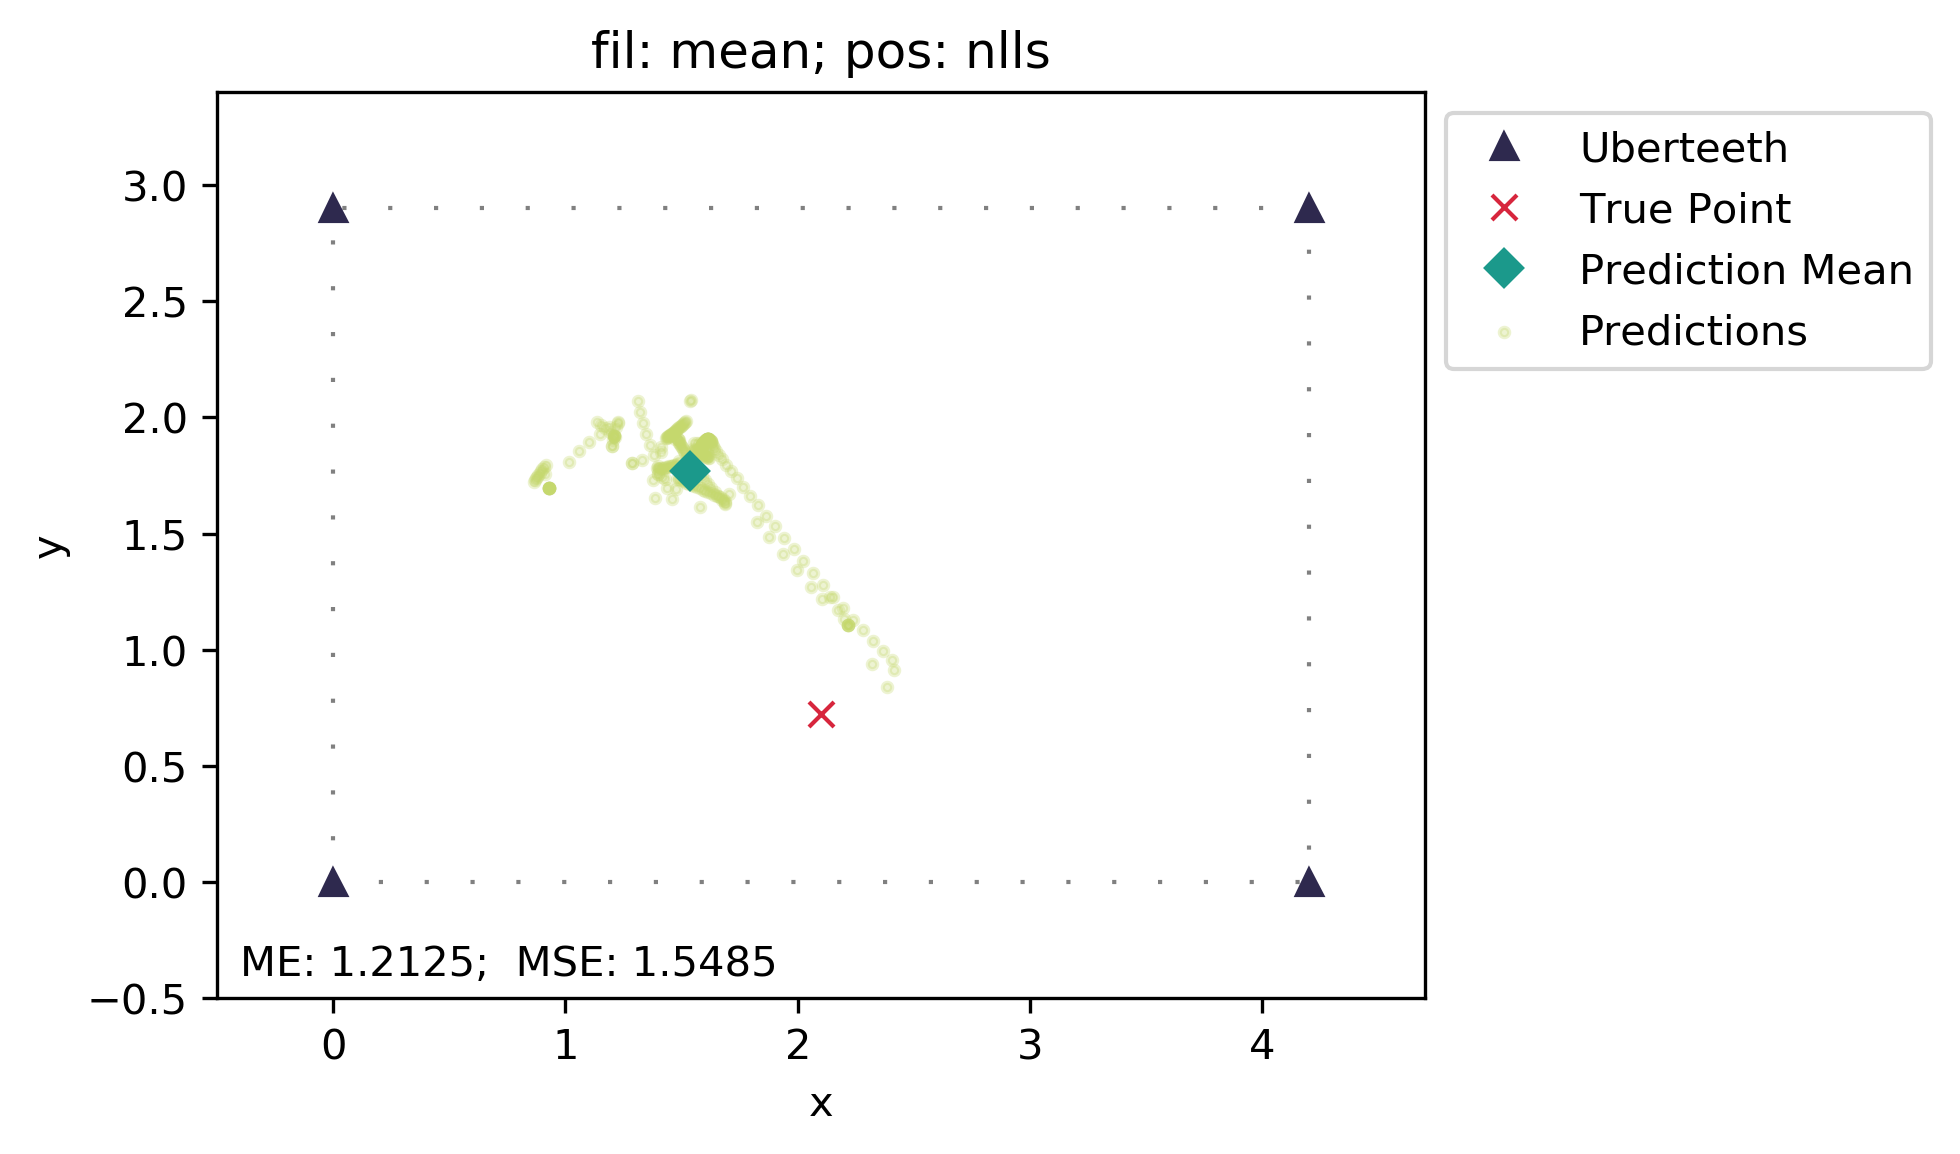 fil: mean; pos: nlls
Uberteeth
True Point
Prediction Mean
Predictions
3.0
2.5
2.0
1.5
1.0
0.5
0.0
−0.5
y
ME: 1.2125;  MSE: 1.5485
0 1 2 3 4
x